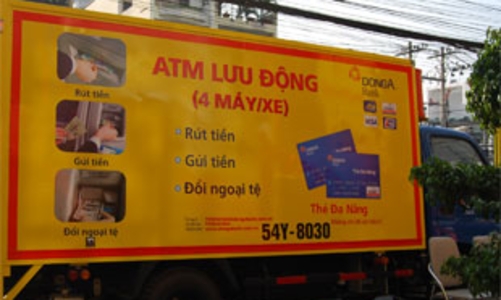 Rút tiền
Gửi tiền
Đổi ngoại tệ
ATM LƯU ĐỘNG
(4 MÁY/XE)
Rút tiền
Gửi tiền
Đổi ngoại tệ
DONGA
Bank
VISA
Thẻ Đa Năng
54Y-8030